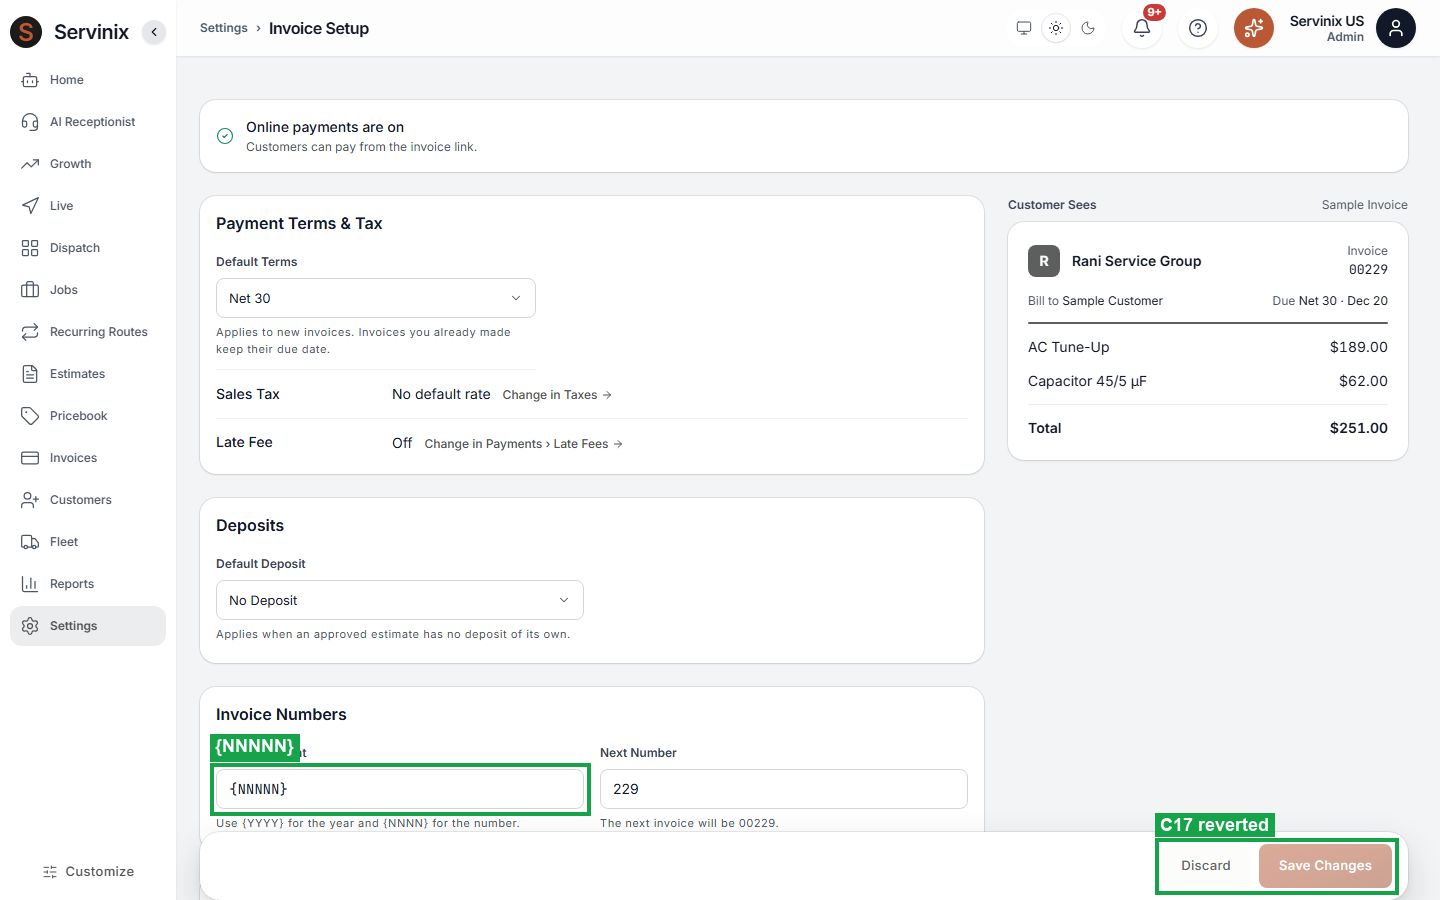 Servinix
Home
AI Receptionist
Growth
Live
Dispatch
Jobs
Recurring Routes
Estimates
Pricebook
Invoices
Customers
Fleet
Reports
Settings
Customize
Settings › Invoice Setup
9+
Servinix US
Admin
Online payments are on
Customers can pay from the invoice link.
Payment Terms & Tax
Default Terms
Net 30
Applies to new invoices. Invoices you already made
keep their due date.
Sales Tax No default rate Change in Taxes →
Late Fee Off Change in Payments › Late Fees →
Customer Sees Sample Invoice
R Rani Service Group
Invoice
00229
Bill to Sample Customer Due Net 30 · Dec 20
AC Tune-Up $189.00
Capacitor 45/5 µF $62.00
Total $251.00
Deposits
Default Deposit
No Deposit
Applies when an approved estimate has no deposit of its own.
Invoice Numbers
{NNNNN}
Next Number
{NNNNN}
229
Use {YYYY} for the year and {NNNN} for the number.
The next invoice will be 00229.
C17 reverted
Discard Save Changes